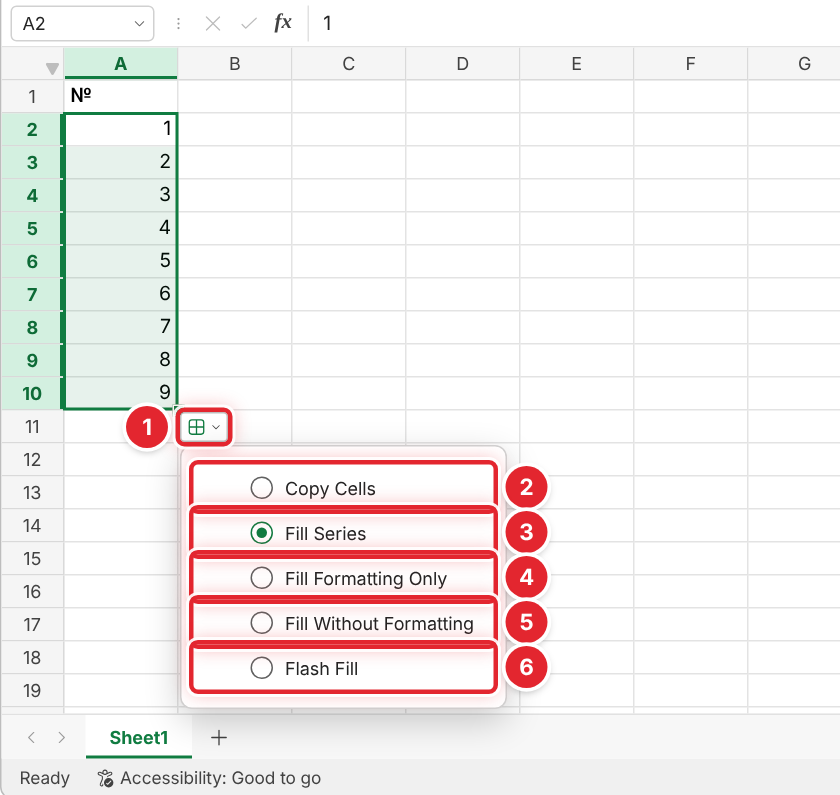 A2 fx 1
A B C D E F G
1 №
2 1
3 2
4 3
5 4
6 5
7 6
8 7
9 8
10 9
11 1
12
13 Copy Cells 2
14 Fill Series 3
15
16 Fill Formatting Only 4
17 Fill Without Formatting 5
18 Flash Fill 6
19
Sheet1
Ready Accessibility: Good to go